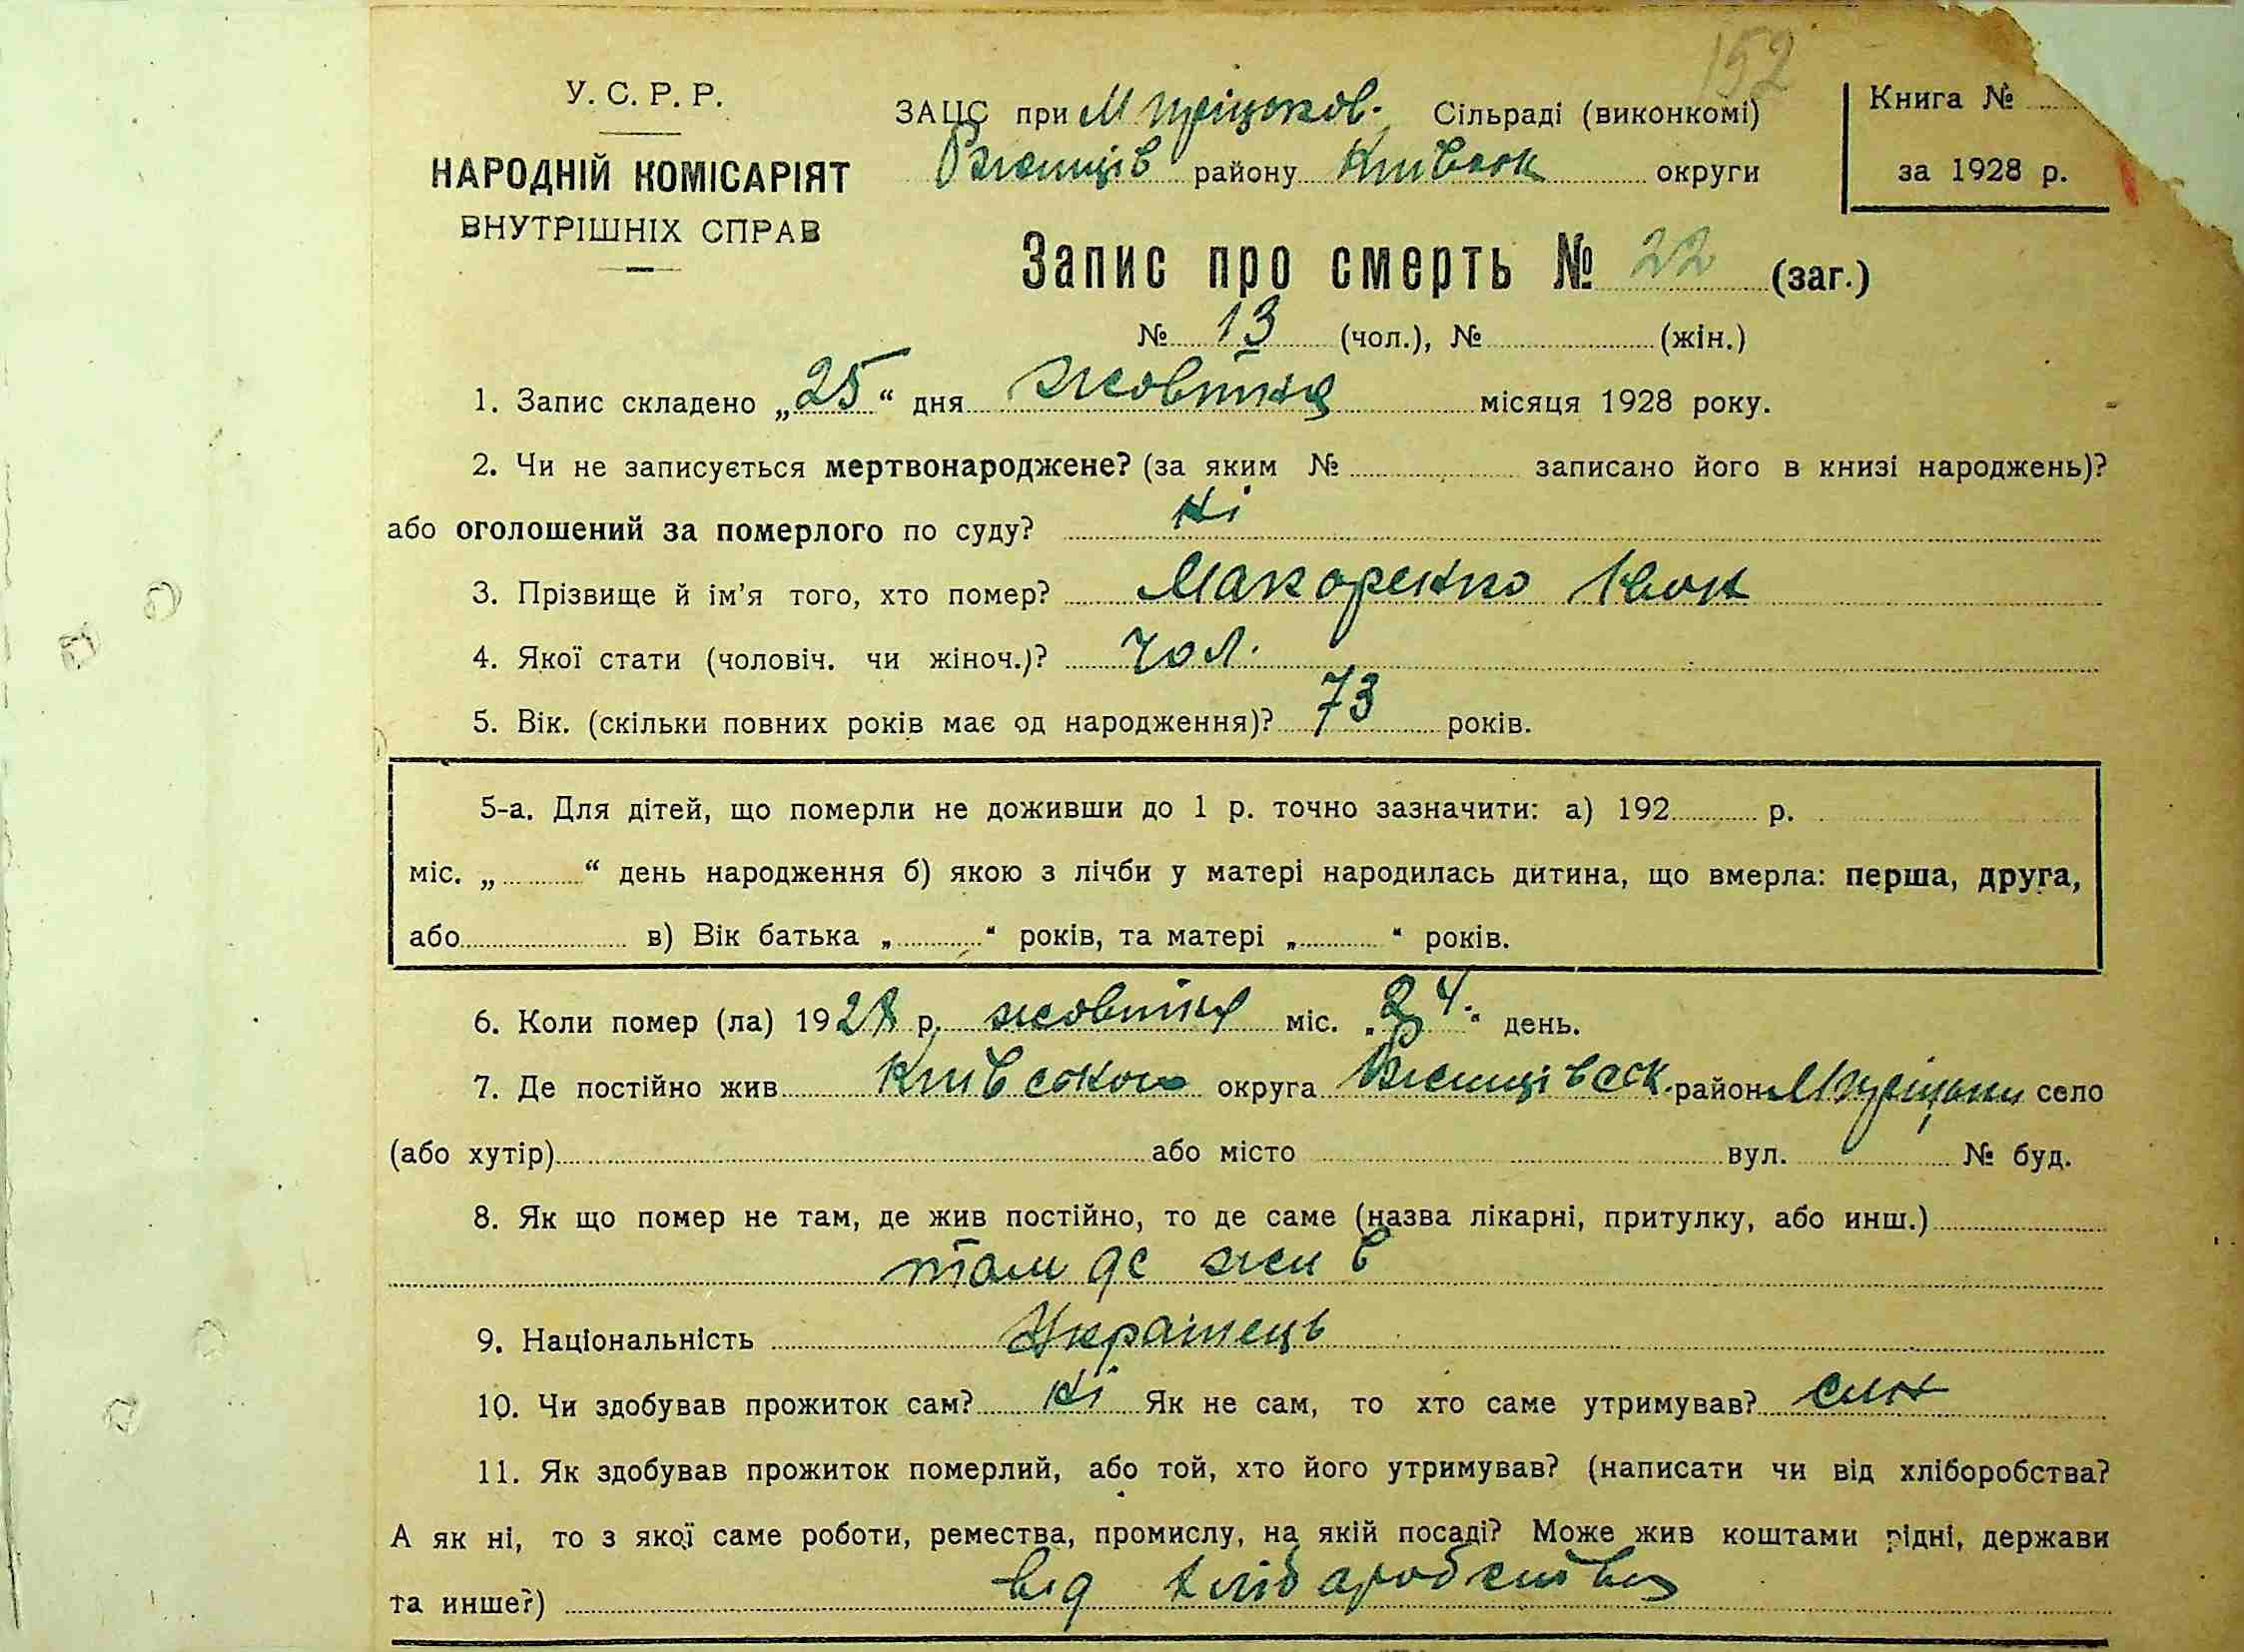 152
У. С. Р. Р.
НАРОДНІЙ КОМІСАРІЯТ
ВНУТРІШНІХ СПРАВ
ЗАЦС при Сільраді (виконкомі)
Ржищів району Київськ округи
Книга №
за 1928 р.
Запис про смерть № 22 (заг.)
№ 13 (чол.), № (жін.)
1. Запис складено „25“ дня жовтня місяця 1928 року.
2. Чи не записується мертвонароджене? (за яким № записано його в книзі народжень)?
або оголошений за померлого по суду? ні
3. Прізвище й ім’я того, хто помер? Макаренко Іван
4. Якої стати (чоловіч. чи жіноч.)? чол.
5. Вік. (скільки повних років має од народження)? 73 років.
5-а. Для дітей, що померли не доживши до 1 р. точно зазначити: а) 192 р.
міс. „ “ день народження б) якою з лічби у матері народилась дитина, що вмерла: перша, друга,
або в) Вік батька „ “ років, та матері „ “ років.
6. Коли помер (ла) 1928 р. жовтня міс. „24“ день.
7. Де постійно жив округа район село
(або хутір) або місто вул. № буд.
8. Як що помер не там, де жив постійно, то де саме (назва лікарні, притулку, або инш.)
там де жив
9. Національність Українець
10. Чи здобував прожиток сам? ні Як не сам, то хто саме утримував? син
11. Як здобував прожиток померлий, або той, хто його утримував? (написати чи від хліборобства?
А як ні, то з якої саме роботи, ремества, промислу, на якій посаді? Може жив коштами рідні, держави
та инше?) від